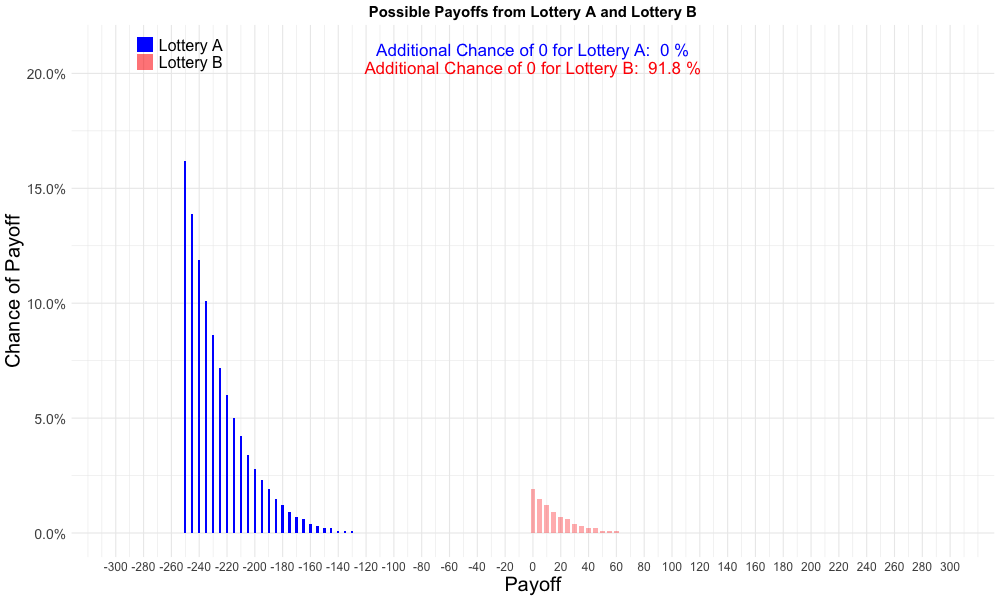 Possible Payoffs from Lottery A and Lottery B
Lottery A
Lottery B
Additional Chance of 0 for Lottery A:  0 %
Additional Chance of 0 for Lottery B:  91.8 %
Chance of Payoff
20.0%
15.0%
10.0%
5.0%
0.0%
-300 -280 -260 -240 -220 -200 -180 -160 -140 -120 -100 -80 -60 -40 -20 0 20 40 60 80 100 120 140 160 180 200 220 240 260 280 300
Payoff